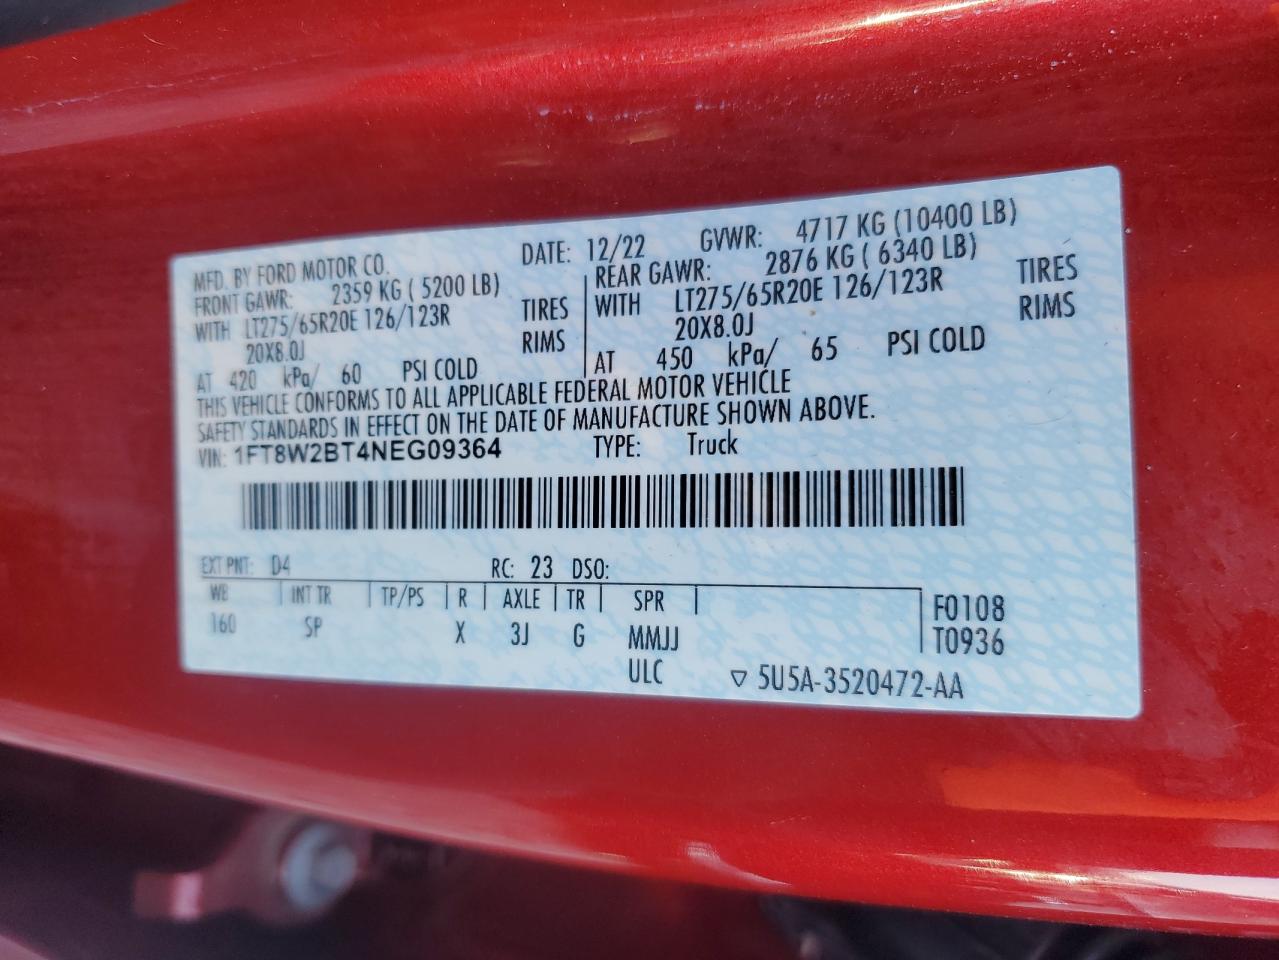 MFD. BY FORD MOTOR CO. DATE: 12/22 GVWR: 4717 KG (10400 LB)
FRONT GAWR: 2359 KG ( 5200 LB) REAR GAWR: 2876 KG ( 6340 LB)
WITH LT275/65R20E 126/123R TIRES WITH LT275/65R20E 126/123R TIRES
20X8.0J RIMS 20X8.0J RIMS
AT 420 kPa/ 60 PSI COLD AT 450 kPa/ 65 PSI COLD
THIS VEHICLE CONFORMS TO ALL APPLICABLE FEDERAL MOTOR VEHICLE
SAFETY STANDARDS IN EFFECT ON THE DATE OF MANUFACTURE SHOWN ABOVE.
VIN: 1FT8W2BT4NEG09364 TYPE: Truck
EXT PNT: D4 RC: 23 DSO:
WB INT TR TP/PS R AXLE TR SPR F0108
160 SP X 3J G MMJJ T0936
ULC ▽ 5U5A-3520472-AA